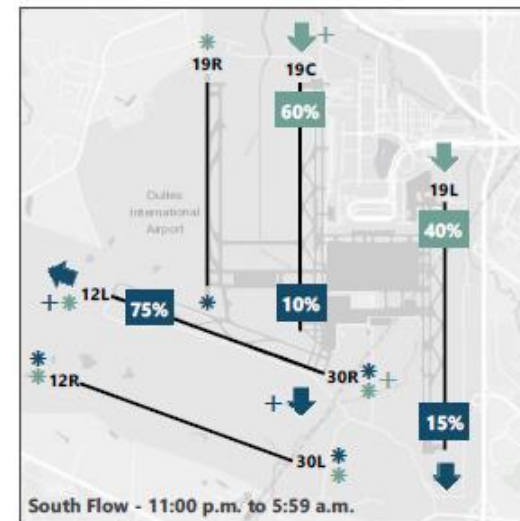 19R
19C
60%
19L
40%
Dulles
International
Airport
12L
75%
10%
12R
30R
15%
30L
South Flow - 11:00 p.m. to 5:59 a.m.